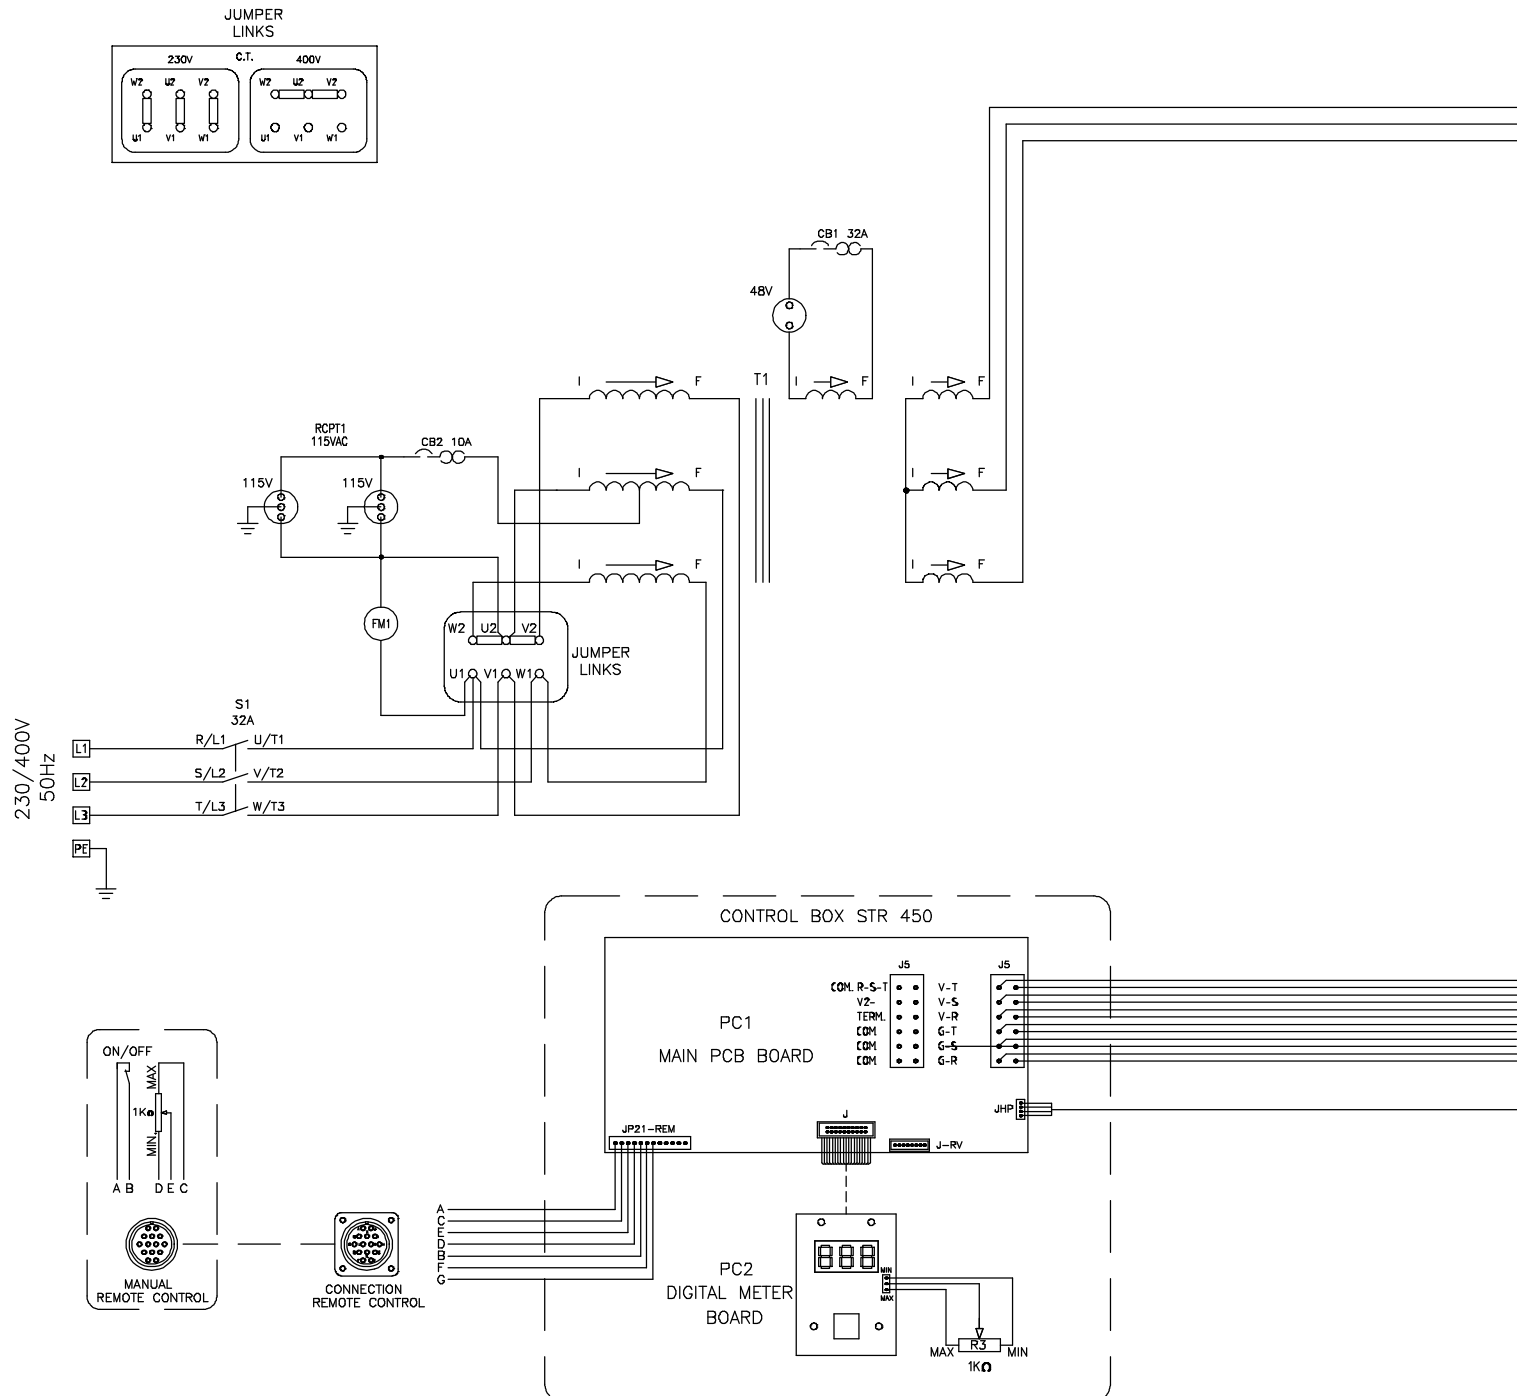 JUMPER
LINKS
230V C.T. 400V
W2 U2 V2 W2 U2 V2
U1 V1 W1 U1 V1 W1
CB1 32A
48V
I F T1 I F I F
RCPT1
115VAC
CB2 10A
115V 115V
I F I F
I F I F
FM1
W2 U2 V2
U1 V1 W1
JUMPER
LINKS
S1
32A
230/400V
50Hz
L1 R/L1 U/T1
L2 S/L2 V/T2
L3 T/L3 W/T3
PE
CONTROL BOX STR 450
J5 J5
COM. R-S-T V-T
V2- V-S
TERM. V-R
COM G-T
COM G-S
COM G-R
PC1
MAIN PCB BOARD
JHP
J
JP21-REM
J-RV
ON/OFF
MAX
1KΩ
MIN.
A B D E C
MANUAL
REMOTE CONTROL
CONNECTION
REMOTE CONTROL
A
C
E
D
B
F
G
PC2
DIGITAL METER
BOARD
MIN
MAX
R3
MAX MIN
1KΩ